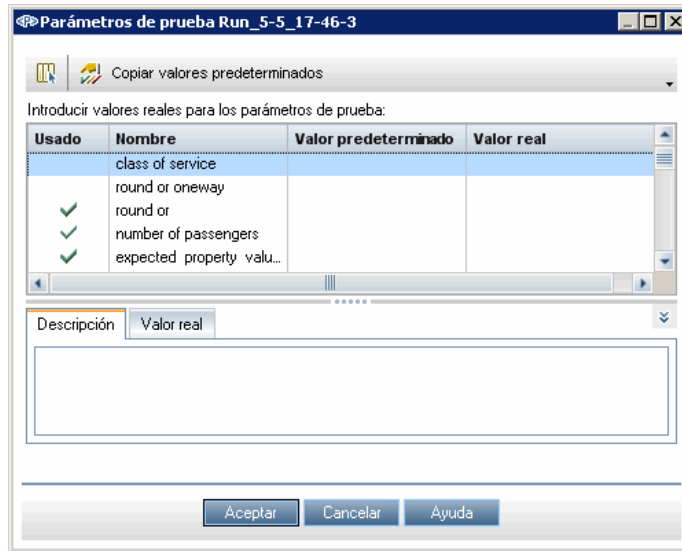 Parámetros de prueba Run_5-5_17-46-3
Copiar valores predeterminados
Introducir valores reales para los parámetros de prueba:
Usado Nombre Valor predeterminado Valor real
class of service
round or oneway
round or
number of passengers
expected property valu...
Descripción Valor real
Aceptar Cancelar Ayuda